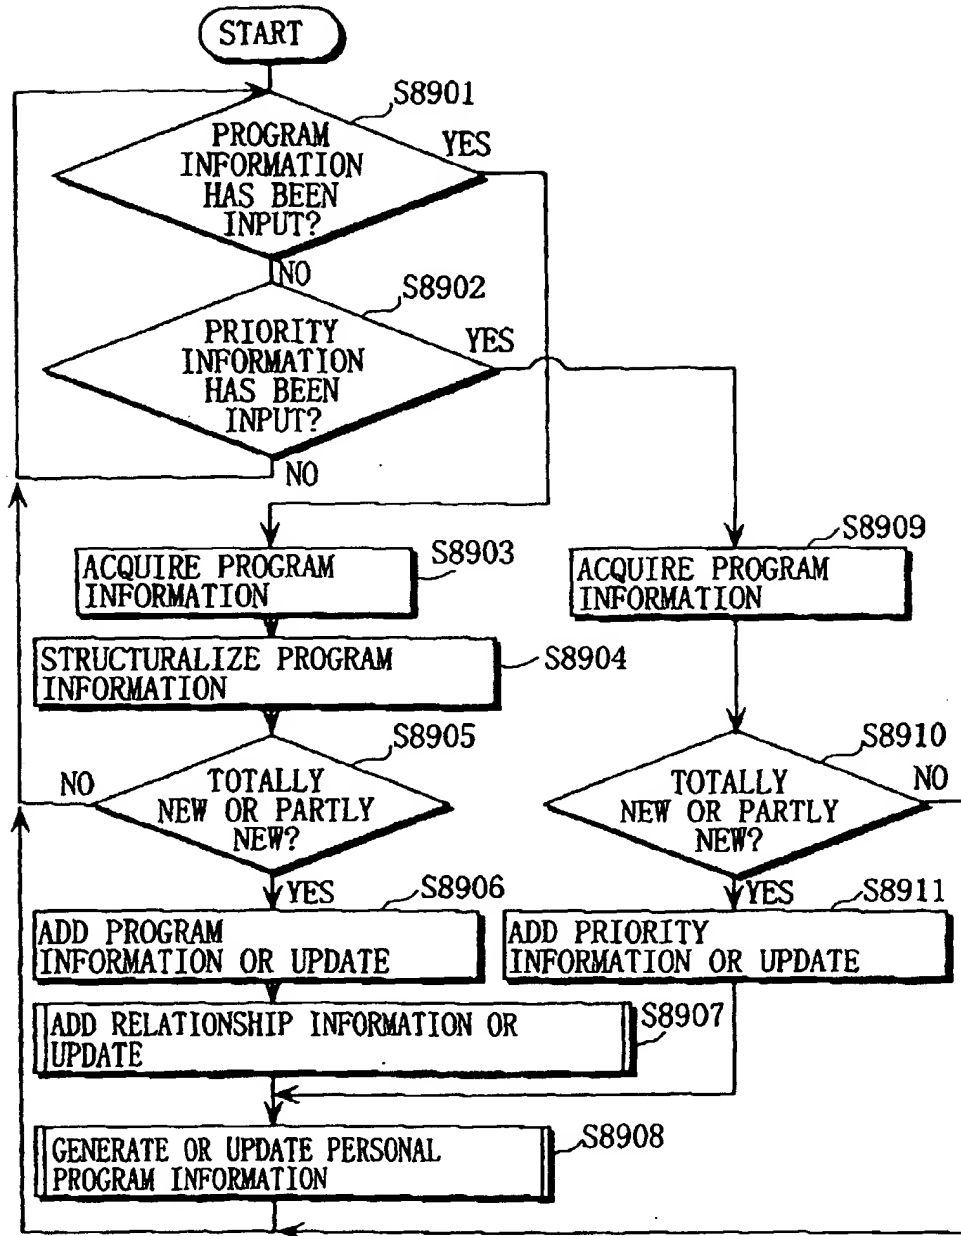 START
S8901
PROGRAM
INFORMATION
HAS BEEN
INPUT?
YES
NO
S8902
PRIORITY
INFORMATION
HAS BEEN
INPUT?
YES
NO
S8903
ACQUIRE PROGRAM
INFORMATION
S8909
ACQUIRE PROGRAM
INFORMATION
STRUCTURALIZE PROGRAM
INFORMATION
S8904
S8905
NO
TOTALLY
NEW OR PARTLY
NEW?
YES
S8910
NO
TOTALLY
NEW OR PARTLY
NEW?
YES
S8906
ADD PROGRAM
INFORMATION OR UPDATE
S8911
ADD PRIORITY
INFORMATION OR UPDATE
S8907
ADD RELATIONSHIP INFORMATION OR
UPDATE
S8908
GENERATE OR UPDATE PERSONAL
PROGRAM INFORMATION